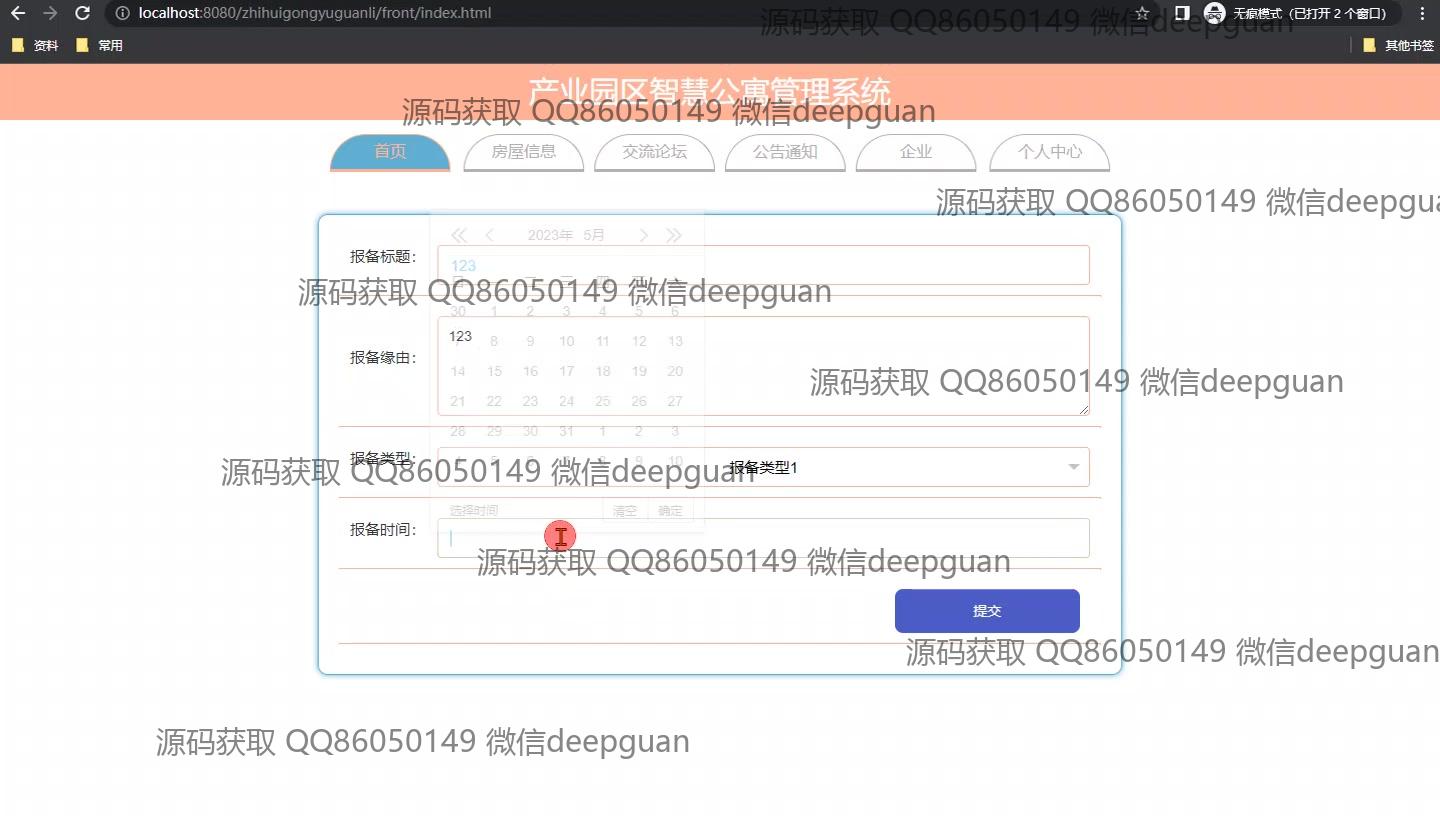 localhost:8080/zhihuigongyuguanli/front/index.html
无痕模式（已打开 2 个窗口）
源码获取 QQ86050149 微信deepguan
资料
常用
其他书签
产业园区智慧公寓管理系统
源码获取 QQ86050149 微信deepguan
首页
房屋信息
交流论坛
公告通知
企业
个人中心
源码获取 QQ86050149 微信deepgua
2023年 5月
报备标题：
123
日 一 二 三 四 五 六
源码获取 QQ86050149 微信deepguan
30 1 2 3 4 5 6
123
8 9 10 11 12 13
报备缘由：
14 15 16 17 18 19 20
源码获取 QQ86050149 微信deepguan
21 22 23 24 25 26 27
28 29 30 31 1 2 3
报备类型：
9 10
报备类型1
源码获取 QQ86050149 微信deepguan
选择时间
清空
确定
报备时间：
源码获取 QQ86050149 微信deepguan
提交
源码获取 QQ86050149 微信deepguan
源码获取 QQ86050149 微信deepguan